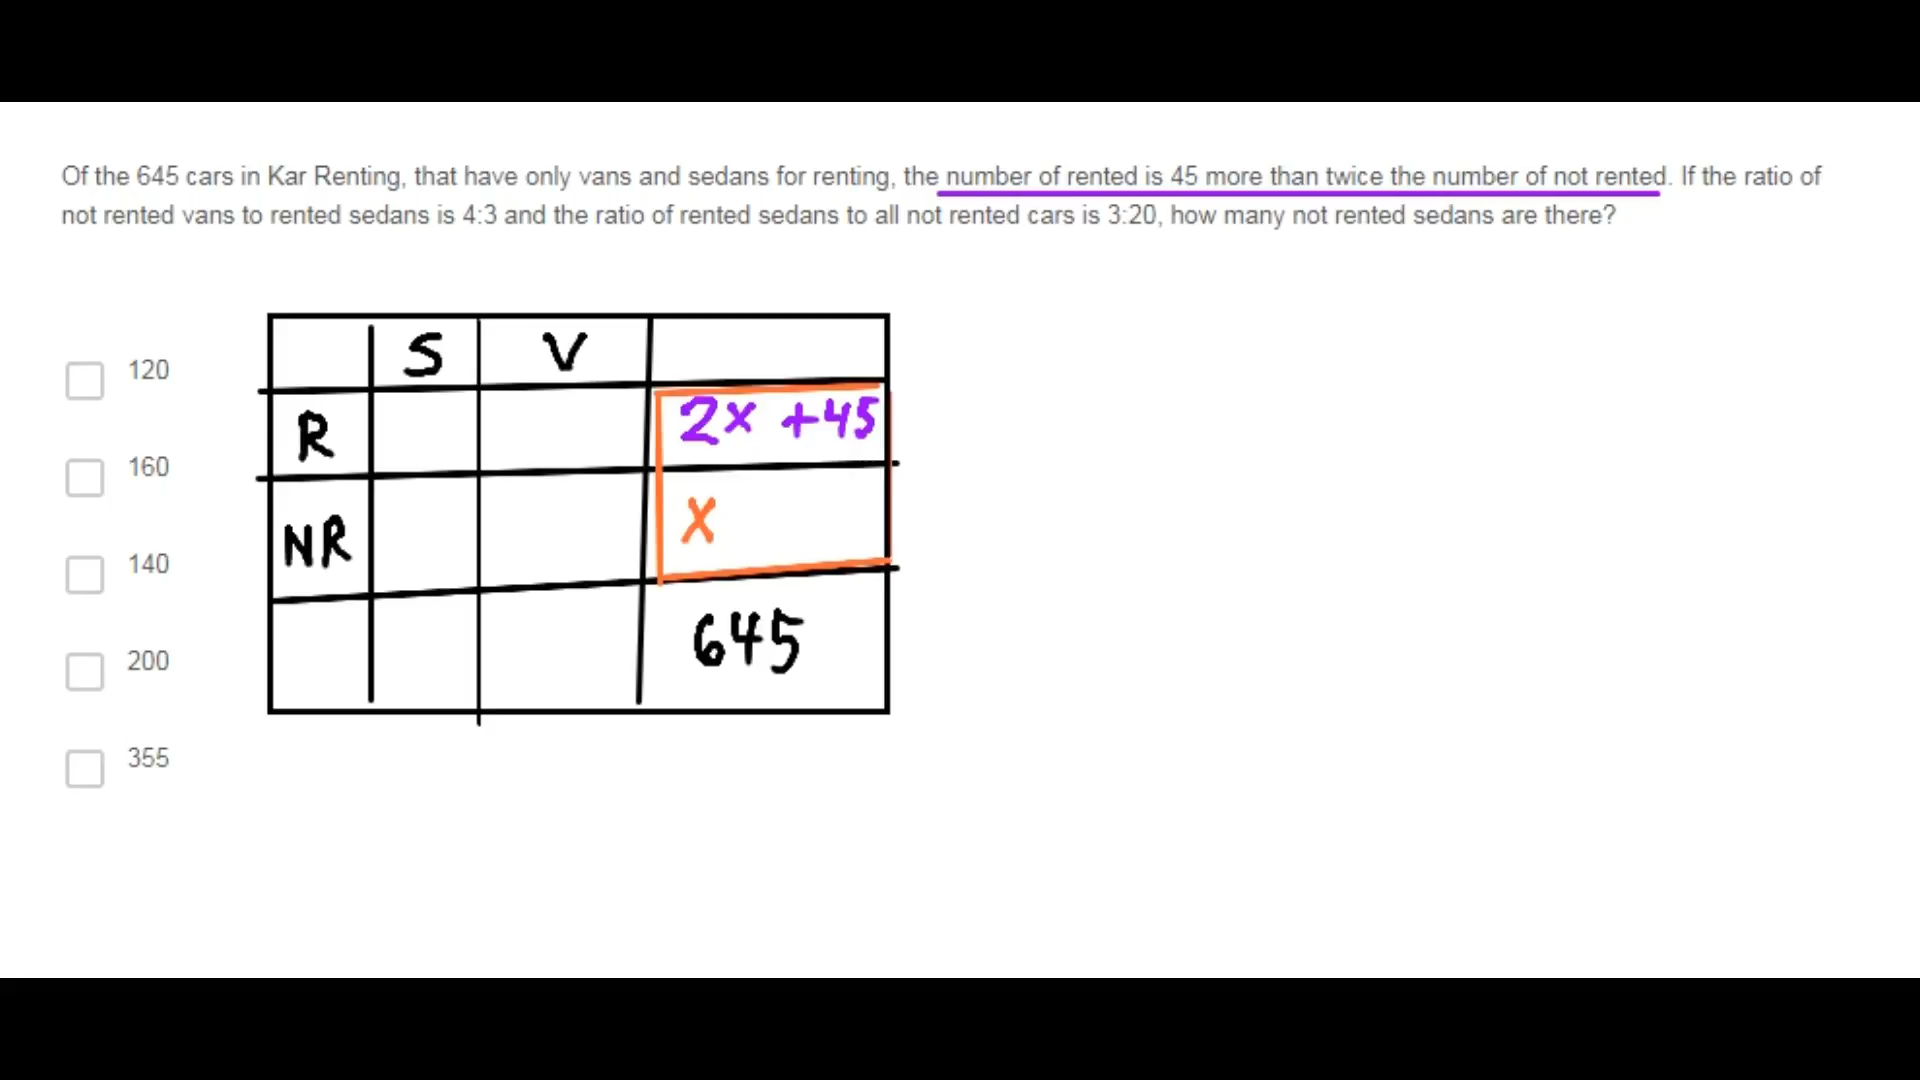 Of the 645 cars in Kar Renting, that have only vans and sedans for renting, the number of rented is 45 more than twice the number of not rented. If the ratio of
not rented vans to rented sedans is 4:3 and the ratio of rented sedans to all not rented cars is 3:20, how many not rented sedans are there?
S V
120
R 2x +45
160
NR x
140
645
200
355